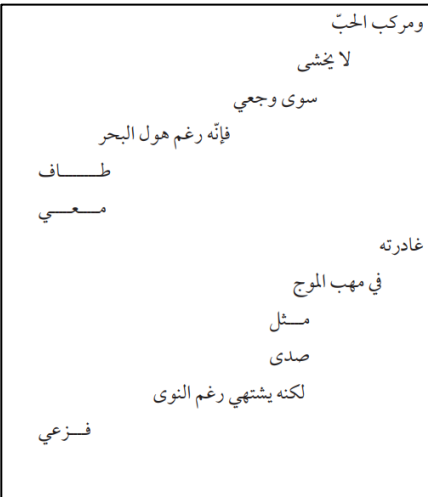 ومركب الحبّ
لا يخشى
سوى وجعي
فإنّه رغم هول البحر
طـــــــاف
مـــعـــي
غادرته
في مهب الموج
مـــثل
صدى
لكنه يشتهي رغم النوى
فـــزعي